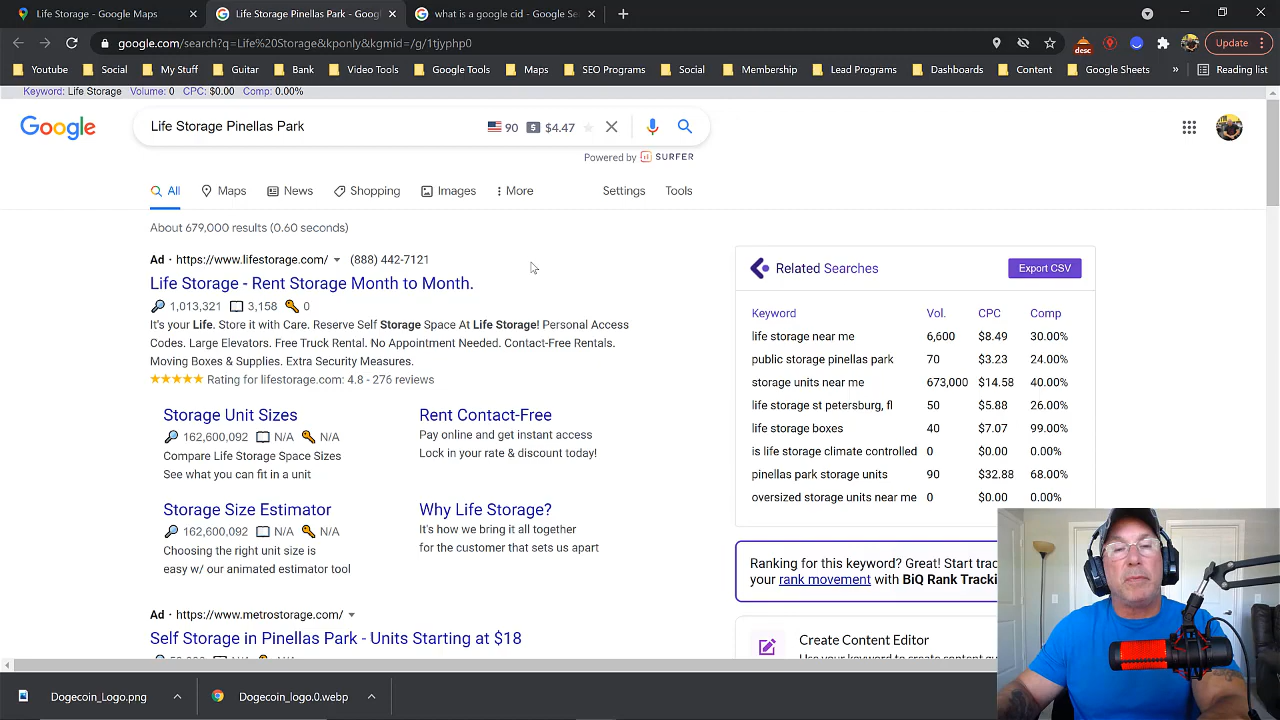 Life Storage - Google Maps
Life Storage Pinellas Park - Goog
what is a google cid - Google Se
google.com/search?q=Life%20Storage&kponly&kgmid=/g/1tjyphp0
desc
Update
Youtube
Social
My Stuff
Guitar
Bank
Video Tools
Google Tools
Maps
SEO Programs
Social
Membership
Lead Programs
Dashboards
Content
Google Sheets
»
Reading list
Keyword: Life Storage Volume: 0 CPC: $0.00 Comp: 0.00%
Google
Life Storage Pinellas Park
90 $4.47
Powered by SURFER
All Maps News Shopping Images More Settings Tools
About 679,000 results (0.60 seconds)
Ad · https://www.lifestorage.com/ (888) 442-7121
Life Storage - Rent Storage Month to Month.
1,013,321 3,158 0
It's your Life. Store it with Care. Reserve Self Storage Space At Life Storage! Personal Access
Codes. Large Elevators. Free Truck Rental. No Appointment Needed. Contact-Free Rentals.
Moving Boxes & Supplies. Extra Security Measures.
Rating for lifestorage.com: 4.8 - 276 reviews
Storage Unit Sizes
162,600,092 N/A N/A
Compare Life Storage Space Sizes
See what you can fit in a unit
Rent Contact-Free
Pay online and get instant access
Lock in your rate & discount today!
Storage Size Estimator
162,600,092 N/A N/A
Choosing the right unit size is
easy w/ our animated estimator tool
Why Life Storage?
It's how we bring it all together
for the customer that sets us apart
Ad · https://www.metrostorage.com/
Self Storage in Pinellas Park - Units Starting at $18
Related Searches
Export CSV
Keyword Vol. CPC Comp
life storage near me 6,600 $8.49 30.00%
public storage pinellas park 70 $3.23 24.00%
storage units near me 673,000 $14.58 40.00%
life storage st petersburg, fl 50 $5.88 26.00%
life storage boxes 40 $7.07 99.00%
is life storage climate controlled 0 $0.00 0.00%
pinellas park storage units 90 $32.88 68.00%
oversized storage units near me 0 $0.00 0.00%
Ranking for this keyword? Great! Start trac
your rank movement with BiQ Rank Tracki
Create Content Editor
Dogecoin_Logo.png
Dogecoin_logo.0.webp